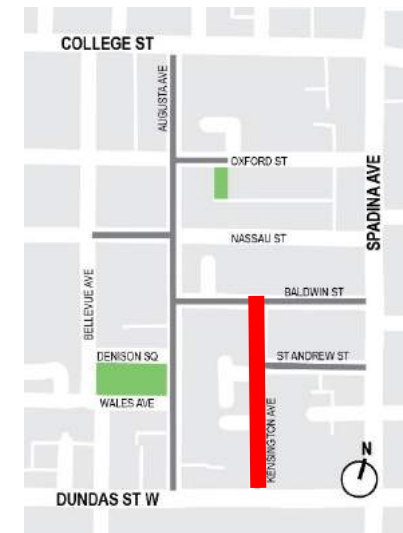 COLLEGE ST
AUGUSTA AVE
OXFORD ST
SPADINA AVE
NASSAU ST
BELLEVUE AVE
BALDWIN ST
DENISON SQ
ST ANDREW ST
WALES AVE
KENSINGTON AVE
N
DUNDAS ST W